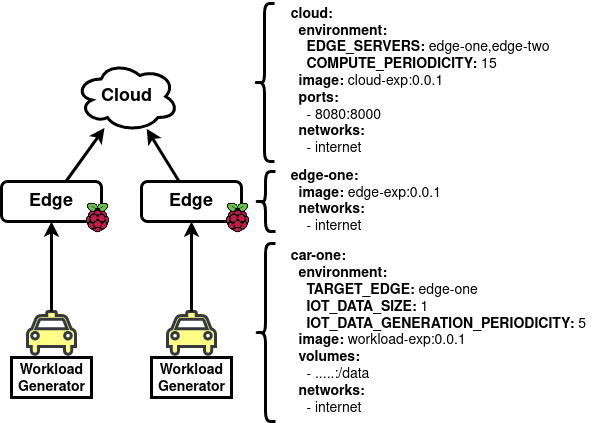 Cloud
Edge
Edge
Workload
Generator
Workload
Generator
cloud:
environment:
EDGE_SERVERS: edge-one,edge-two
COMPUTE_PERIODICITY: 15
image: cloud-exp:0.0.1
ports:
- 8080:8000
networks:
- internet
edge-one:
image: edge-exp:0.0.1
networks:
- internet
car-one:
environment:
TARGET_EDGE: edge-one
IOT_DATA_SIZE: 1
IOT_DATA_GENERATION_PERIODICITY: 5
image: workload-exp:0.0.1
volumes:
- .....:/data
networks:
- internet